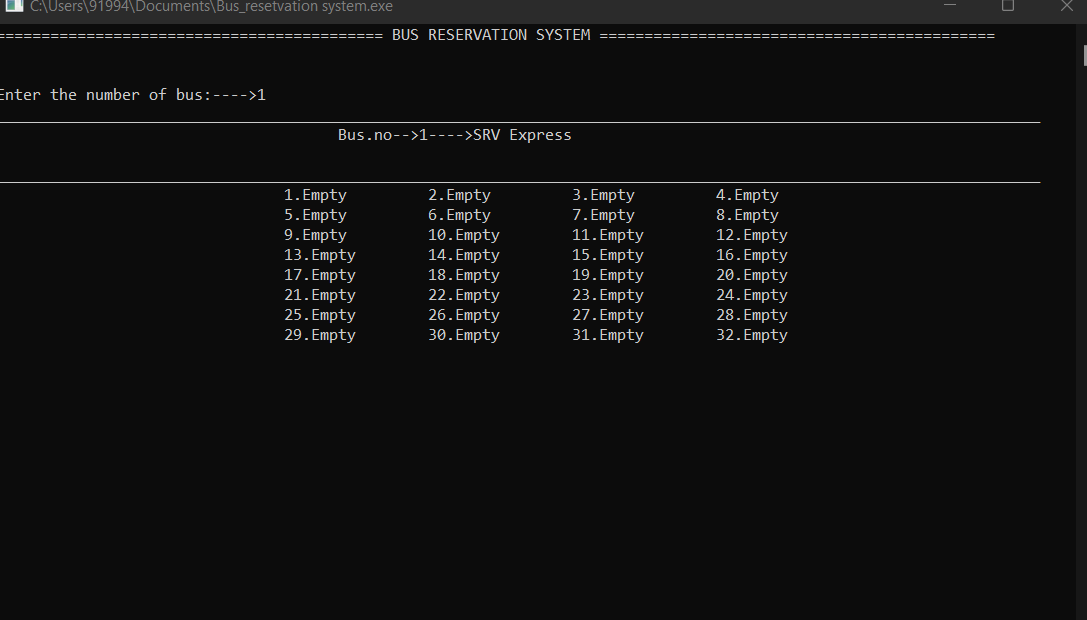 C:\Users\91994\Documents\Bus_resetvation system.exe
=========================================== BUS RESERVATION SYSTEM ============================================
Enter the number of bus:---->1
Bus.no-->1---->SRV Express
1.Empty 2.Empty 3.Empty 4.Empty
5.Empty 6.Empty 7.Empty 8.Empty
9.Empty 10.Empty 11.Empty 12.Empty
13.Empty 14.Empty 15.Empty 16.Empty
17.Empty 18.Empty 19.Empty 20.Empty
21.Empty 22.Empty 23.Empty 24.Empty
25.Empty 26.Empty 27.Empty 28.Empty
29.Empty 30.Empty 31.Empty 32.Empty